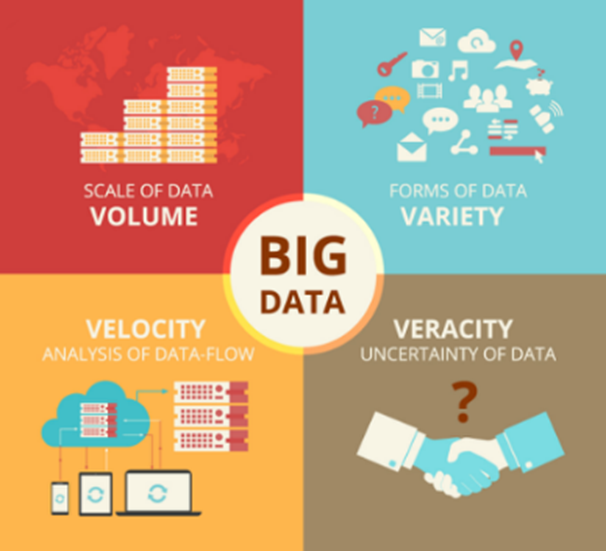 SCALE OF DATA
VOLUME
FORMS OF DATA
VARIETY
BIG
DATA
VELOCITY
ANALYSIS OF DATA-FLOW
VERACITY
UNCERTAINTY OF DATA
?
?
?